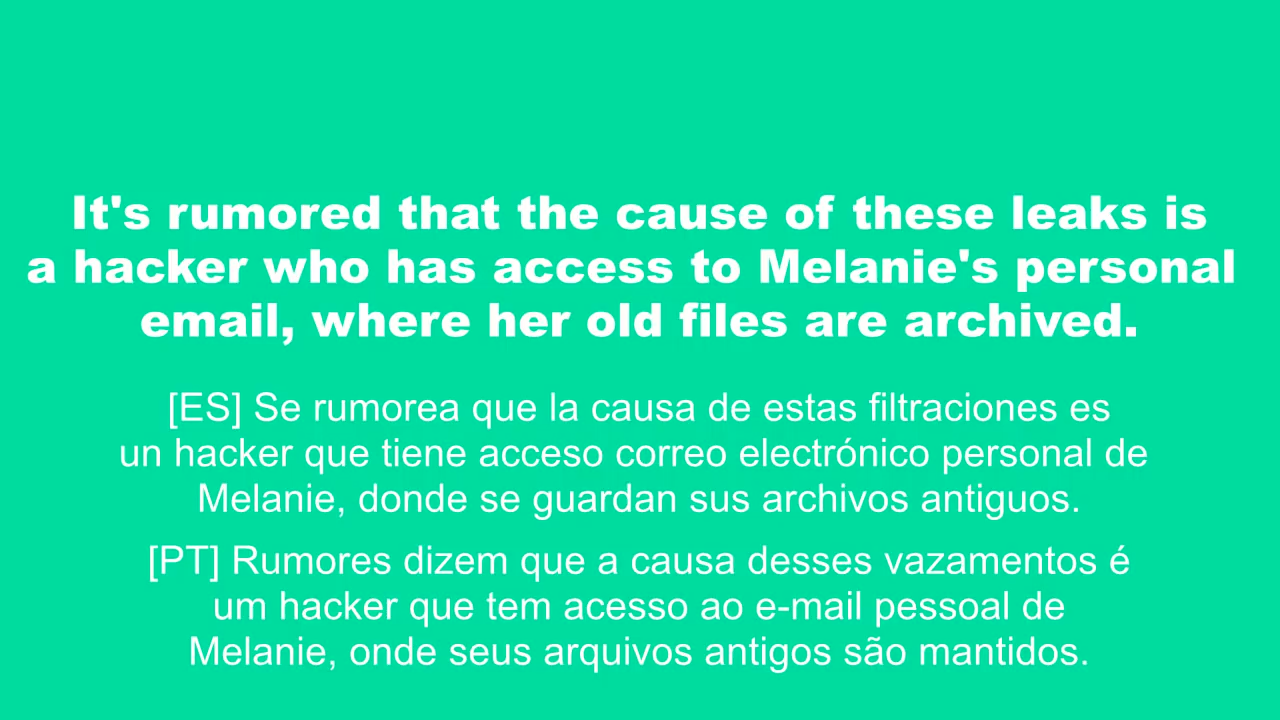 It's rumored that the cause of these leaks is
a hacker who has access to Melanie's personal
email, where her old files are archived.
[ES] Se rumorea que la causa de estas filtraciones es
un hacker que tiene acceso correo electrónico personal de
Melanie, donde se guardan sus archivos antiguos.
[PT] Rumores dizem que a causa desses vazamentos é
um hacker que tem acesso ao e-mail pessoal de
Melanie, onde seus arquivos antigos são mantidos.